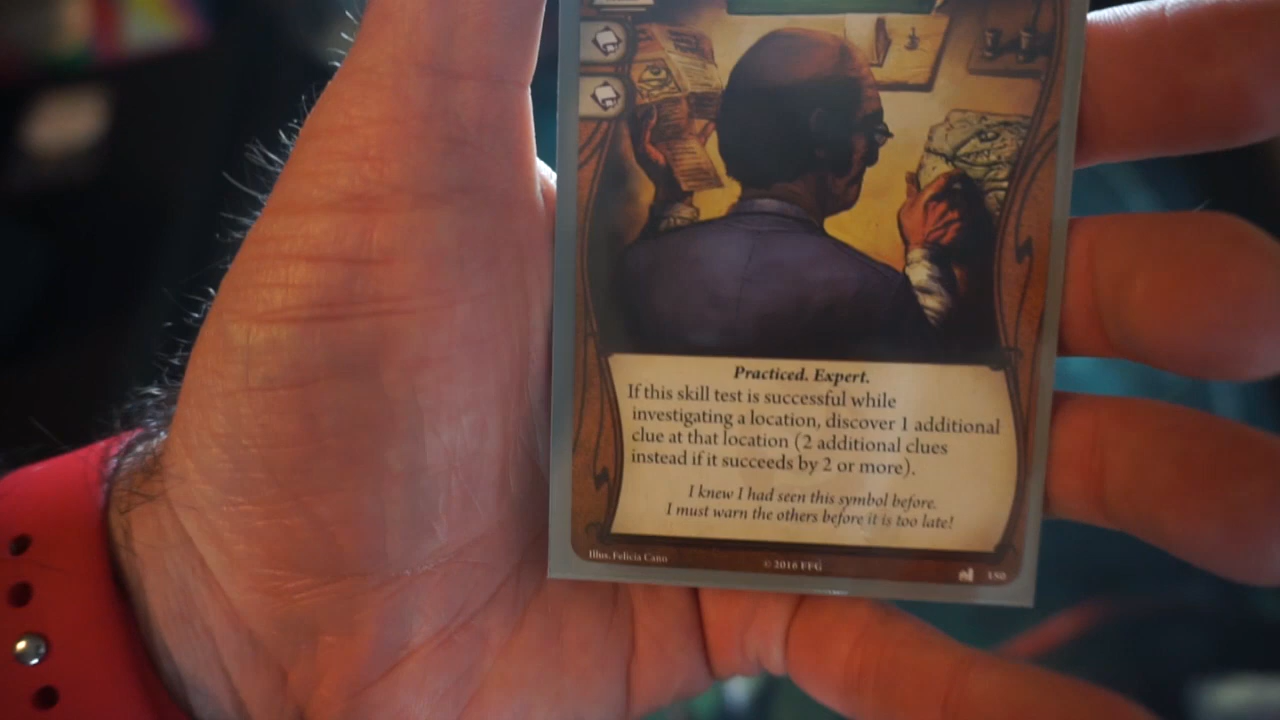 Practiced. Expert.
If this skill test is successful while
investigating a location, discover 1 additional
clue at that location (2 additional clues
instead if it succeeds by 2 or more).
I knew I had seen this symbol before.
I must warn the others before it is too late!
Illus. Felicia Cano
© 2016 FFG
150